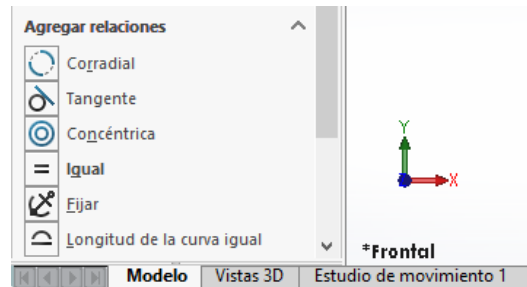 Agregar relaciones
Corradial
Tangente
Concéntrica
Igual
Fijar
Longitud de la curva igual
Y
X
*Frontal
Modelo
Vistas 3D
Estudio de movimiento 1